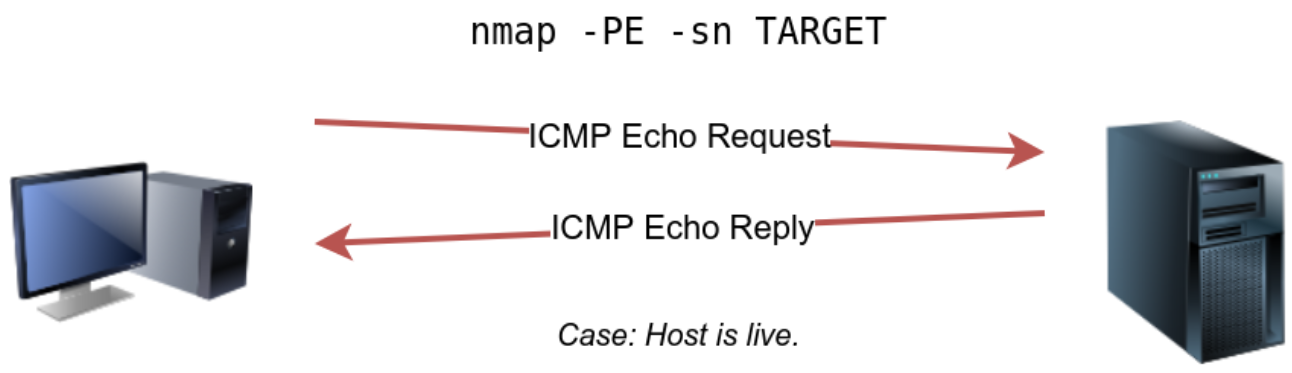 nmap -PE -sn TARGET
ICMP Echo Request
ICMP Echo Reply
Case: Host is live.